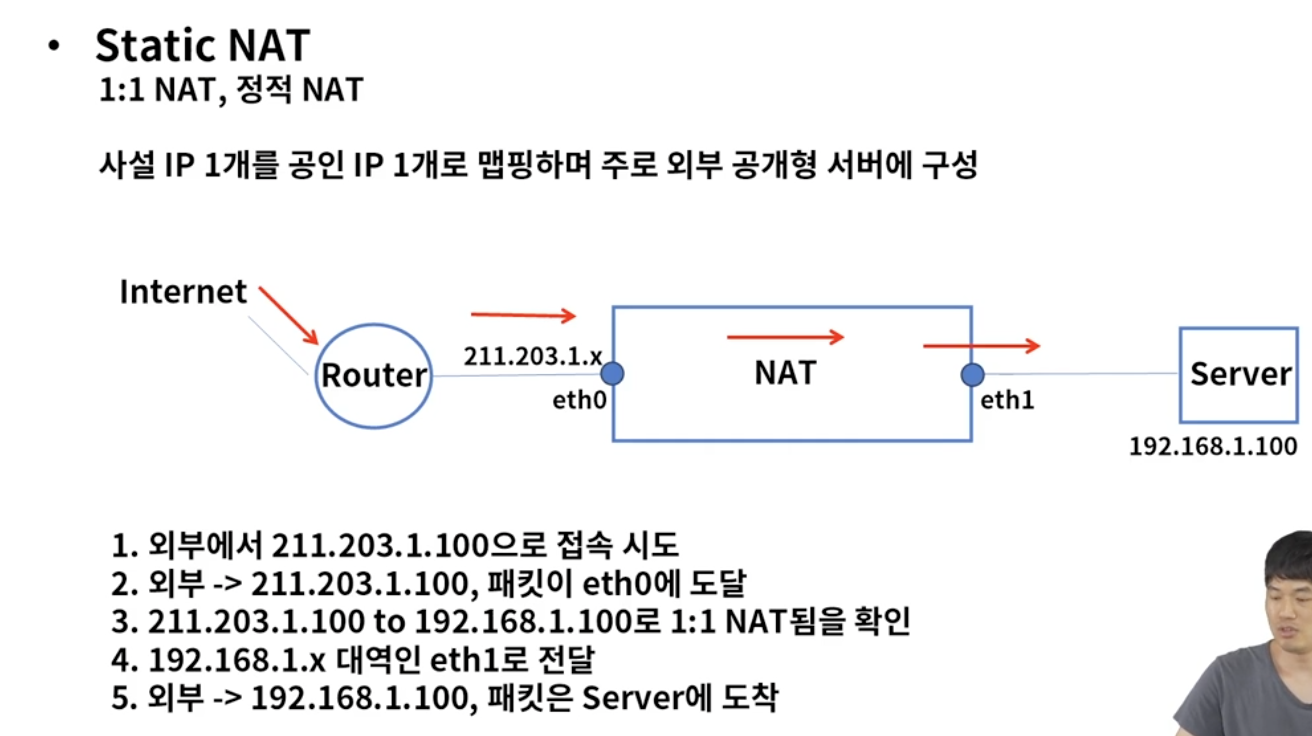 • Static NAT
1:1 NAT, 정적 NAT
사설 IP 1개를 공인 IP 1개로 맵핑하며 주로 외부 공개형 서버에 구성
Internet
Router
211.203.1.x
eth0
NAT
eth1
Server
192.168.1.100
1. 외부에서 211.203.1.100으로 접속 시도
2. 외부 -> 211.203.1.100, 패킷이 eth0에 도달
3. 211.203.1.100 to 192.168.1.100로 1:1 NAT됨을 확인
4. 192.168.1.x 대역인 eth1로 전달
5. 외부 -> 192.168.1.100, 패킷은 Server에 도착